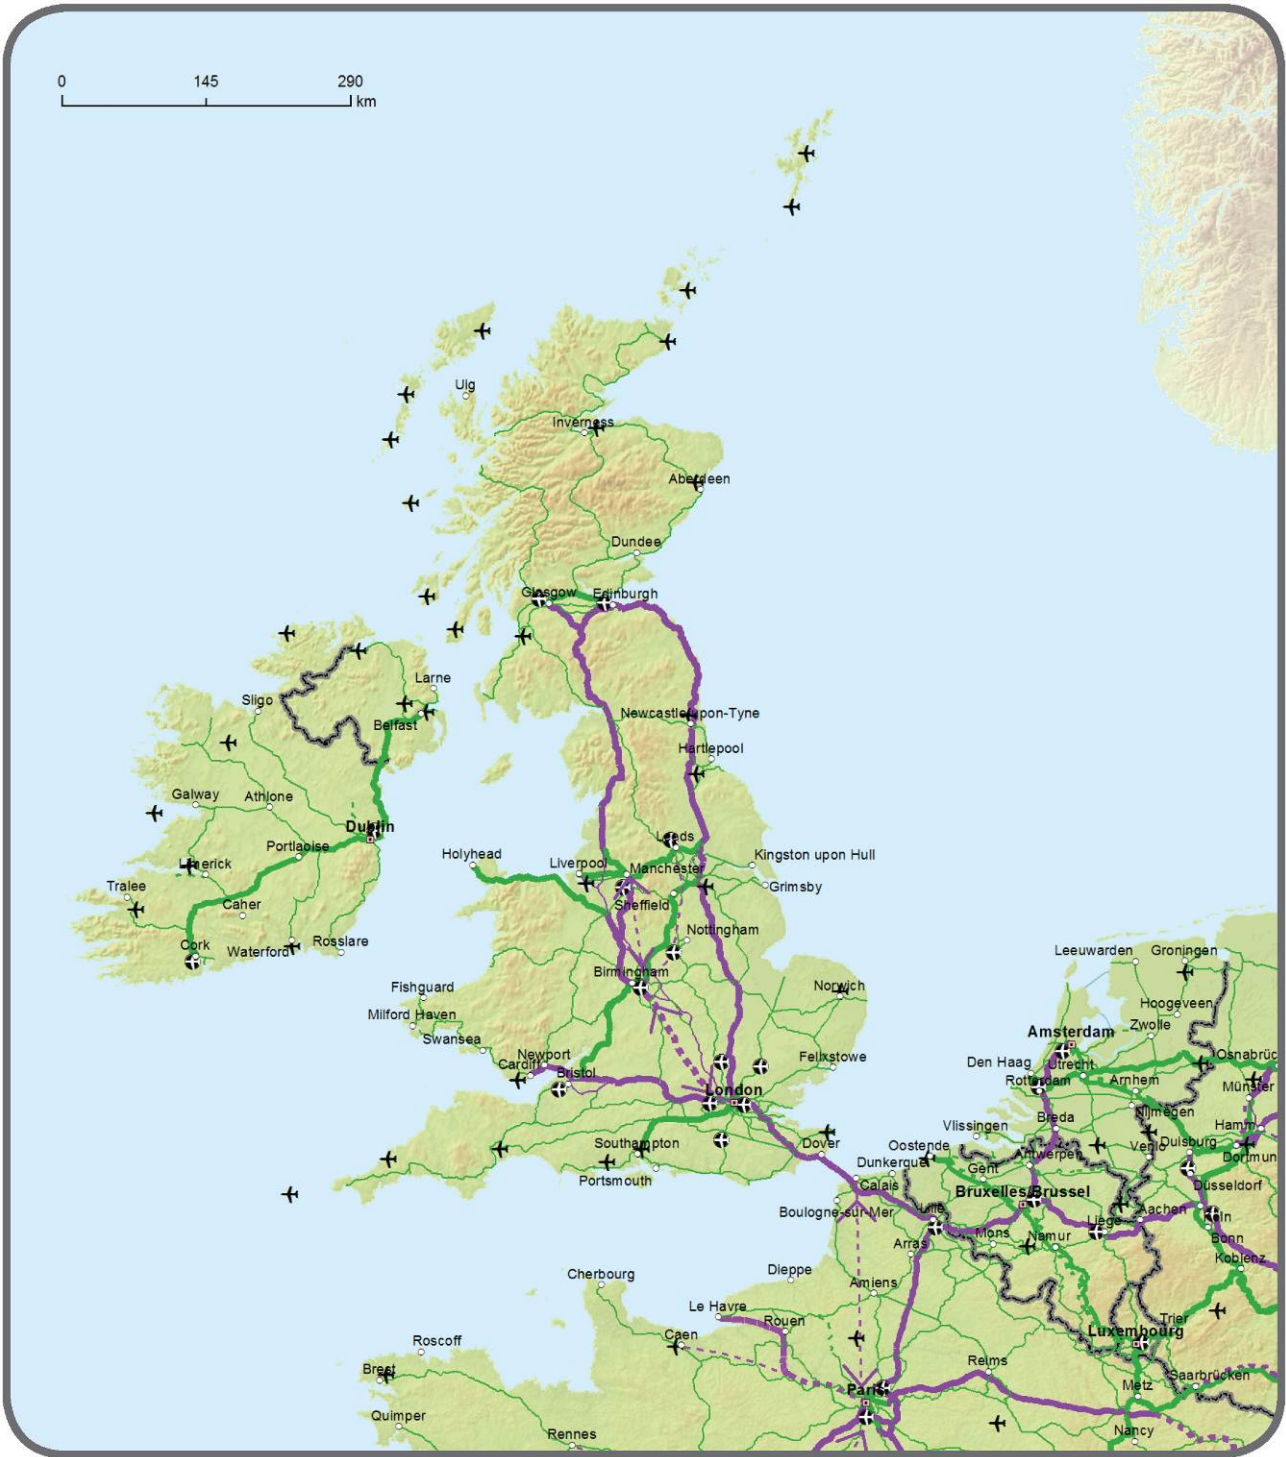 0 145 290
km
Uig
Inverness
Aberdeen
Dundee
Glasgow Edinburgh
Larne
Sligo
Belfast
Newcastle-upon-Tyne
Hartlepool
Galway Athlone
Dublin
Portlaoise
Leeds
Limerick
Holyhead
Liverpool
Manchester
Kingston upon Hull
Tralee
Grimsby
Sheffield
Caher
Cork
Waterford
Rosslare
Nottingham
Birmingham
Leeuwarden
Groningen
Fishguard
Norwich
Milford Haven
Hoogeveen
Swansea
Zwolle
Amsterdam
Newport
Cardiff
Felixstowe
Bristol
Den Haag
Utrecht
Osnabrüc
Rotterdam
Arnhem
Münster
London
Nijmegen
Breda
Vlissingen
Hamm
Southampton
Dover
Oostende
Antwerpen
Venlo
Duisburg
Dortmun
Portsmouth
Dunkerque
Gent
Calais
Düsseldorf
Bruxelles/Brussel
Boulogne-sur-Mer
Lille
Liege
Aachen
Köln
Arras
Mons
Namur
Bonn
Koblenz
Cherbourg
Dieppe
Amiens
Le Havre
Rouen
Trier
Luxembourg
Caen
Roscoff
Brest
Reims
Saarbrücken
Paris
Metz
Quimper
Rennes
Nancy